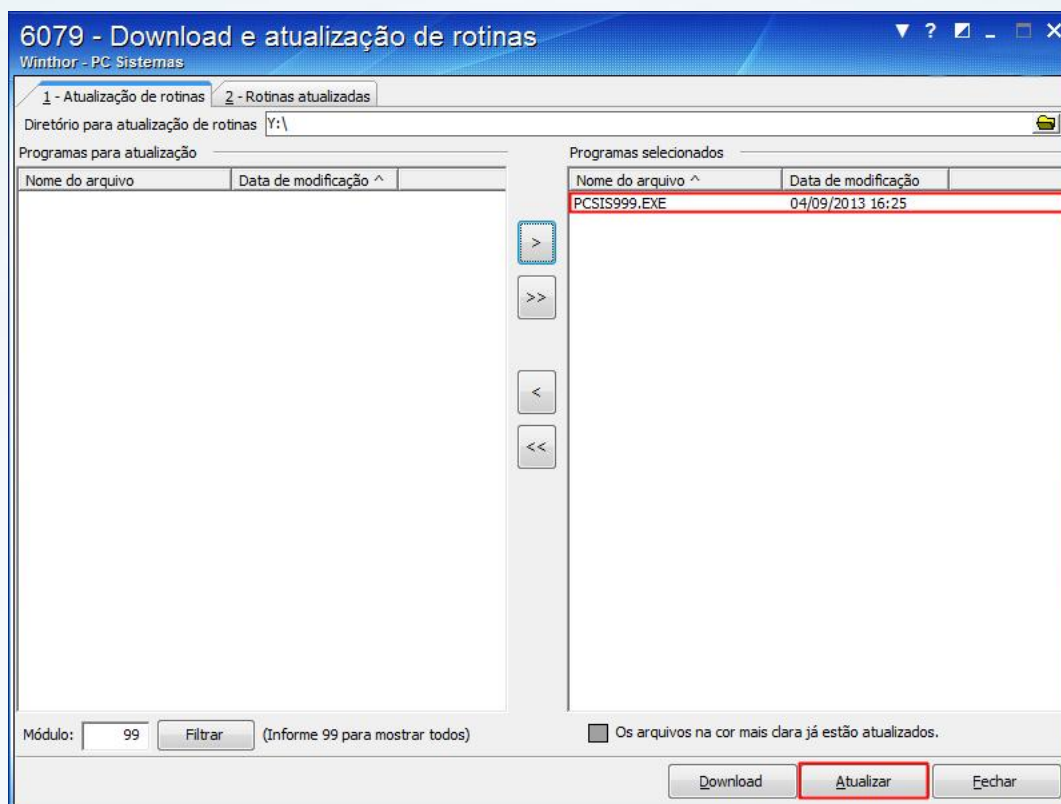 6079 - Download e atualização de rotinas
Winthor - PC Sistemas
1 - Atualização de rotinas 2 - Rotinas atualizadas
Diretório para atualização de rotinas Y:\
Programas para atualização Programas selecionados
Nome do arquivo Data de modificação ^ Nome do arquivo ^ Data de modificação
PCSIS999.EXE 04/09/2013 16:25
>
>>
<
<<
Módulo: 99 Filtrar (Informe 99 para mostrar todos) Os arquivos na cor mais clara já estão atualizados.
Download Atualizar Fechar